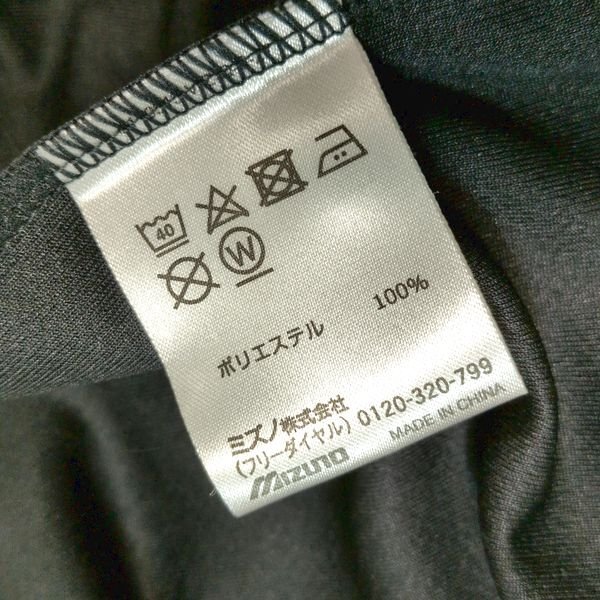 40
W
ポリエステル 100%
ミズノ株式会社
(フリーダイヤル) 0120-320-799
MIZUNO MADE IN CHINA